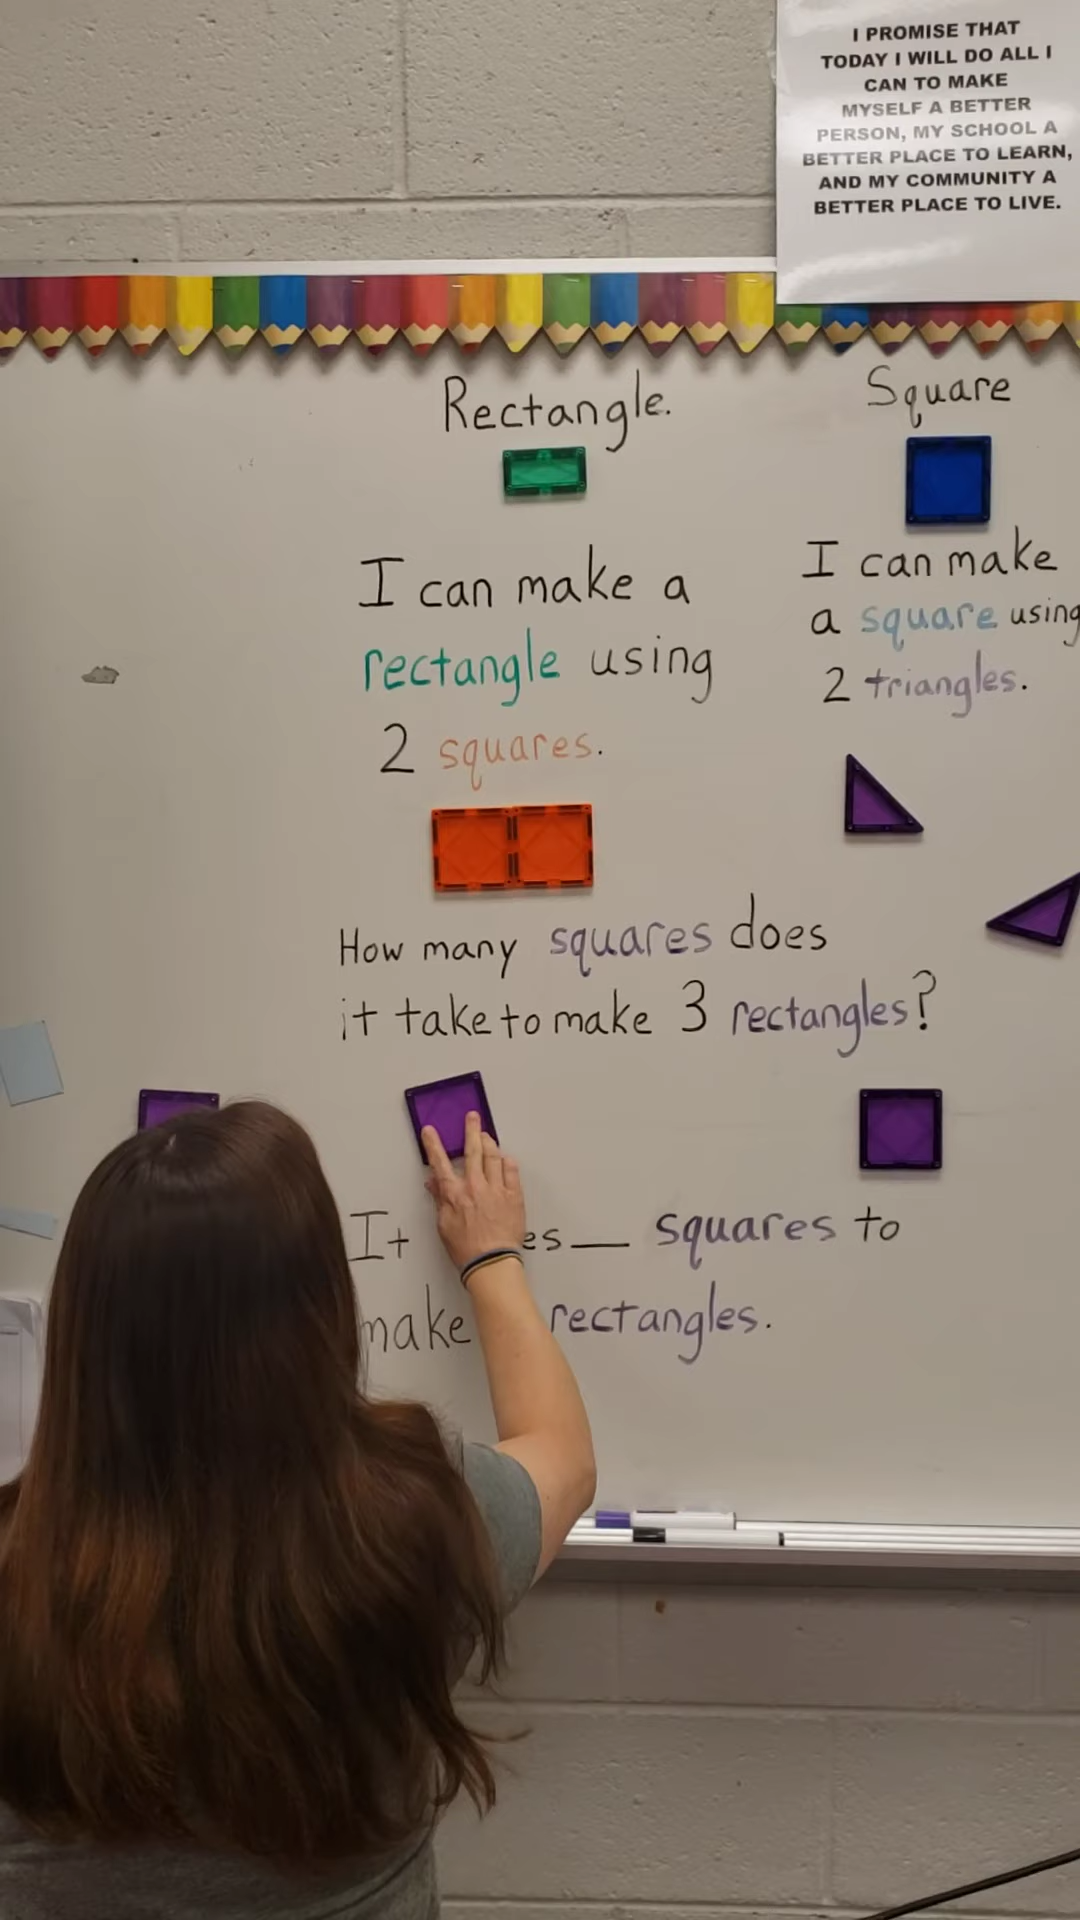 I PROMISE THAT
TODAY I WILL DO ALL I
CAN TO MAKE
MYSELF A BETTER
PERSON, MY SCHOOL A
BETTER PLACE TO LEARN,
AND MY COMMUNITY A
BETTER PLACE TO LIVE.
Rectangle.
I can make a
rectangle using
2 squares.
Square
I can make
a square using
2 triangles.
How many squares does
it take to make 3 rectangles?
It es __ squares to
make rectangles.